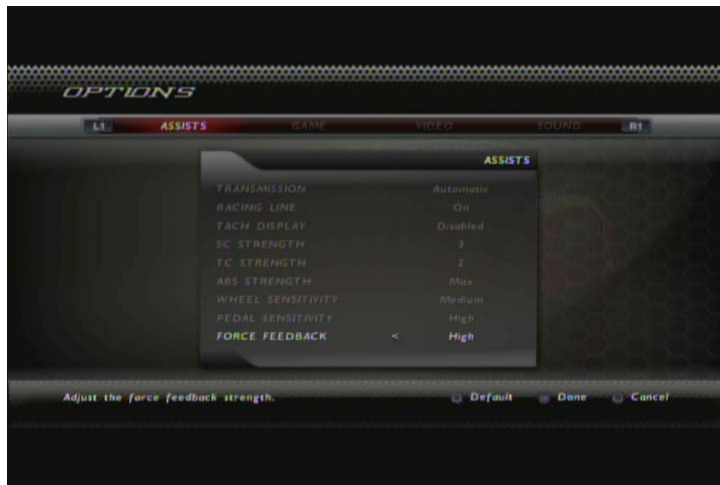 OPTIONS
L1 ASSISTS GAME VIDEO SOUND R1
ASSISTS
TRANSMISSION Automatic
RACING LINE On
TACH DISPLAY Disabled
SC STRENGTH 3
TC STRENGTH
ABS STRENGTH Max
WHEEL SENSITIVITY Medium
PEDAL SENSITIVITY High
FORCE FEEDBACK < High
Adjust the force feedback strength. Default Done Cancel